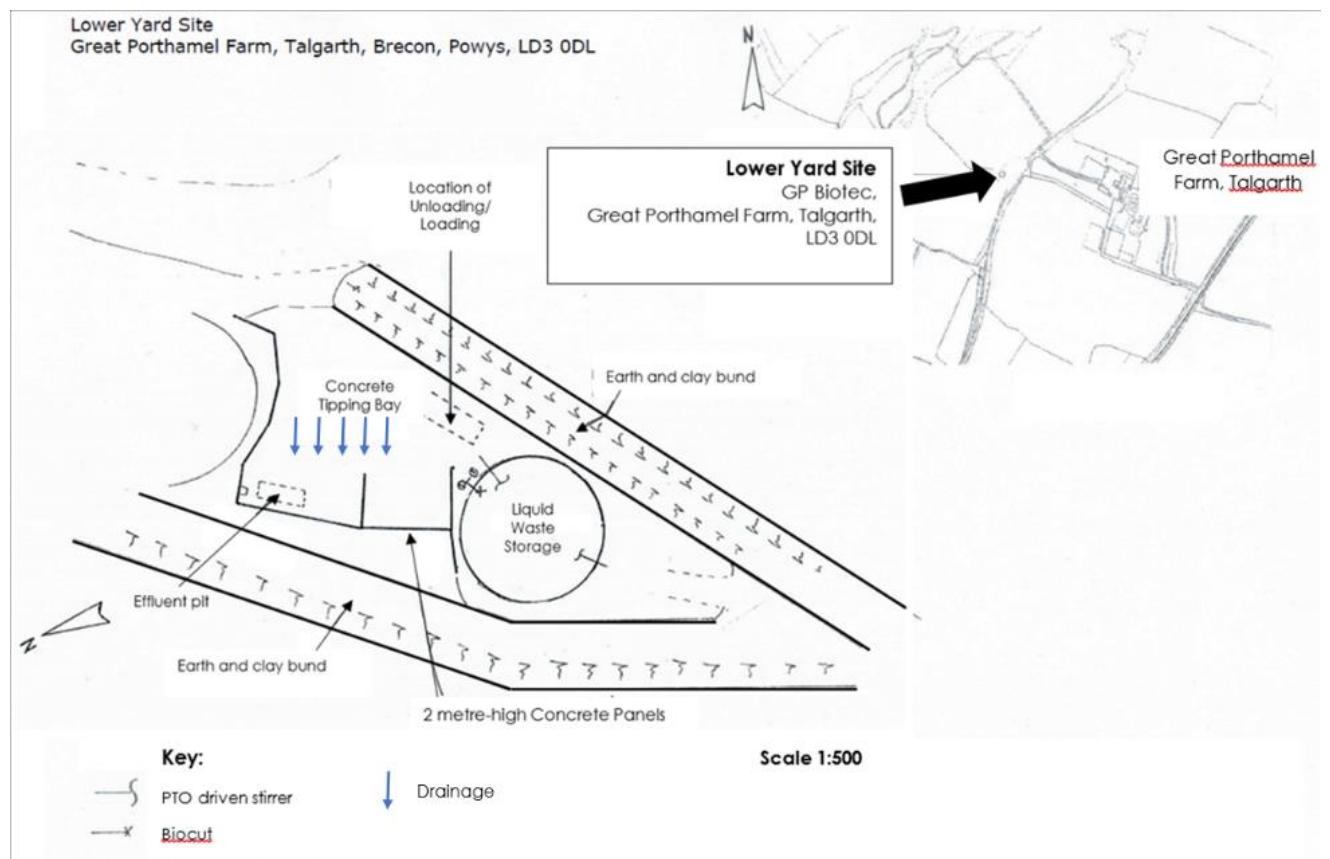 Lower Yard Site
Great Porthamel Farm, Talgarth, Brecon, Powys, LD3 0DL
N
Lower Yard Site
GP Biotec,
Great Porthamel Farm, Talgarth,
LD3 0DL
Great Porthamel
Farm, Talgarth
Location of
Unloading/
Loading
Earth and clay bund
Concrete
Tipping Bay
Liquid
Waste
Storage
Effluent pit
N
Earth and clay bund
2 metre-high Concrete Panels
Key:
Scale 1:500
PTO driven stirrer
Drainage
Biocut